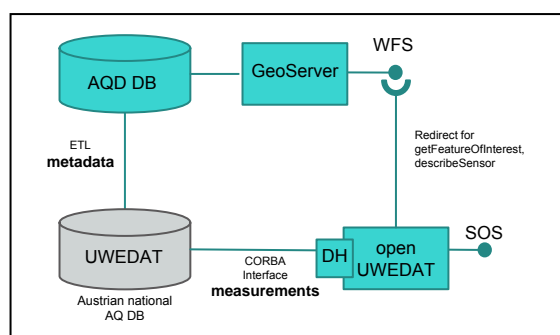 WFS
AQD DB
GeoServer
ETL
metadata
Redirect for
getFeatureOfInterest,
describeSensor
UWEDAT
CORBA
Interface
measurements
DH
open
UWEDAT
SOS
Austrian national
AQ DB